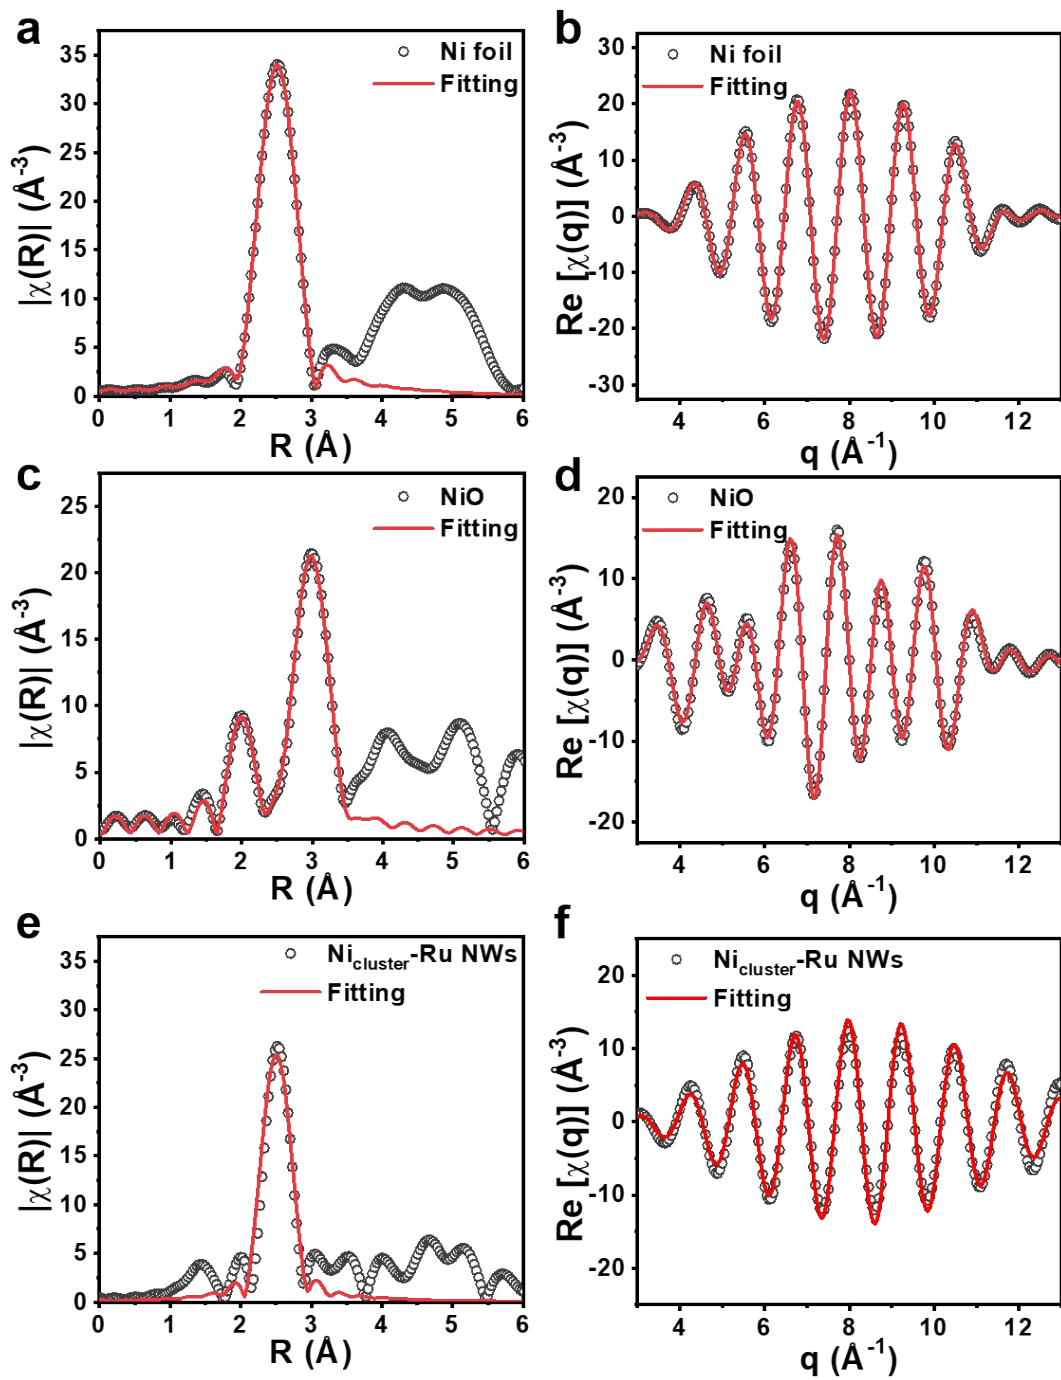 a
Ni foil
Fitting
35
30
25
20
15
10
5
0
|χ(R)| (Å⁻³)
0 1 2 3 4 5 6
R (Å)
b
Ni foil
Fitting
30
20
10
0
-10
-20
-30
Re [χ(q)] (Å⁻³)
4 6 8 10 12
q (Å⁻¹)
c
NiO
Fitting
25
20
15
10
5
0
|χ(R)| (Å⁻³)
0 1 2 3 4 5 6
R (Å)
d
NiO
Fitting
20
10
0
-10
-20
Re [χ(q)] (Å⁻³)
4 6 8 10 12
q (Å⁻¹)
e
Ni_cluster-Ru NWs
Fitting
35
30
25
20
15
10
5
0
|χ(R)| (Å⁻³)
0 1 2 3 4 5 6
R (Å)
f
Ni_cluster-Ru NWs
Fitting
20
10
0
-10
-20
Re [χ(q)] (Å⁻³)
4 6 8 10 12
q (Å⁻¹)